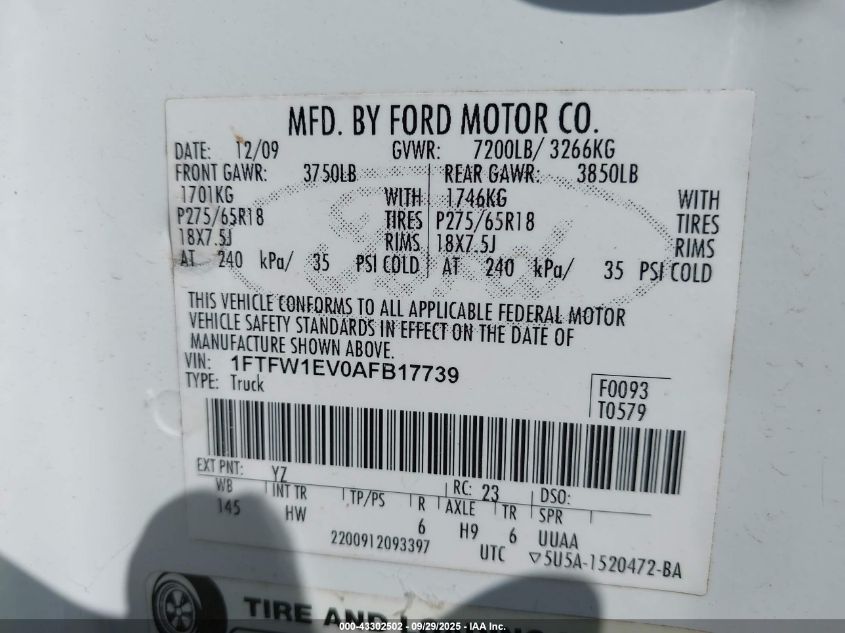 MFD. BY FORD MOTOR CO.
DATE: 12/09 GVWR: 7200LB/ 3266KG
FRONT GAWR: 3750LB REAR GAWR: 3850LB
1701KG WITH 1746KG WITH
P275/65R18 TIRES P275/65R18 TIRES
18X7.5J RIMS 18X7.5J RIMS
AT 240 kPa/ 35 PSI COLD AT 240 kPa/ 35 PSI COLD
Ford
THIS VEHICLE CONFORMS TO ALL APPLICABLE FEDERAL MOTOR
VEHICLE SAFETY STANDARDS IN EFFECT ON THE DATE OF
MANUFACTURE SHOWN ABOVE.
VIN: 1FTFW1EV0AFB17739
TYPE: Truck
F0093
T0579
EXT PNT: YZ RC: 23 DSO:
WB INT TR TP/PS R AXLE TR SPR
145 HW 6 H9 6 UUAA
2200912093397 UTC ▽5U5A-1520472-BA
TIRE AND
000-43302502 - 09/29/2025 - IAA Inc.